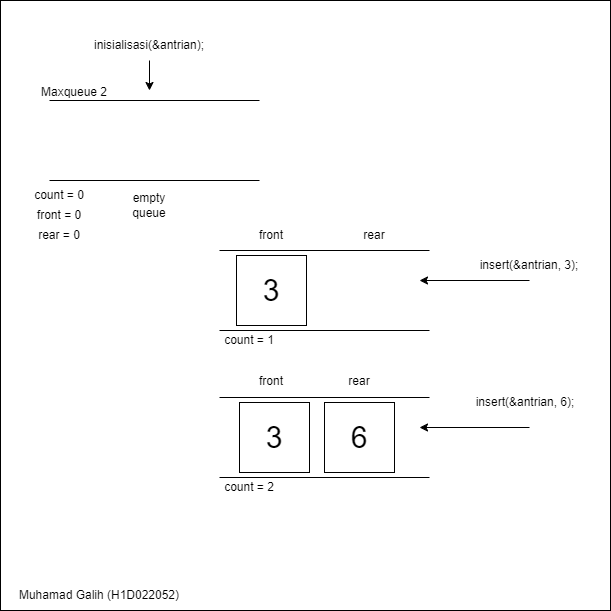 inisialisasi(&antrian);
Maxqueue 2
count = 0
front = 0
rear = 0
empty
queue
front
rear
insert(&antrian, 3);
3
count = 1
front
rear
insert(&antrian, 6);
3
6
count = 2
Muhamad Galih (H1D022052)